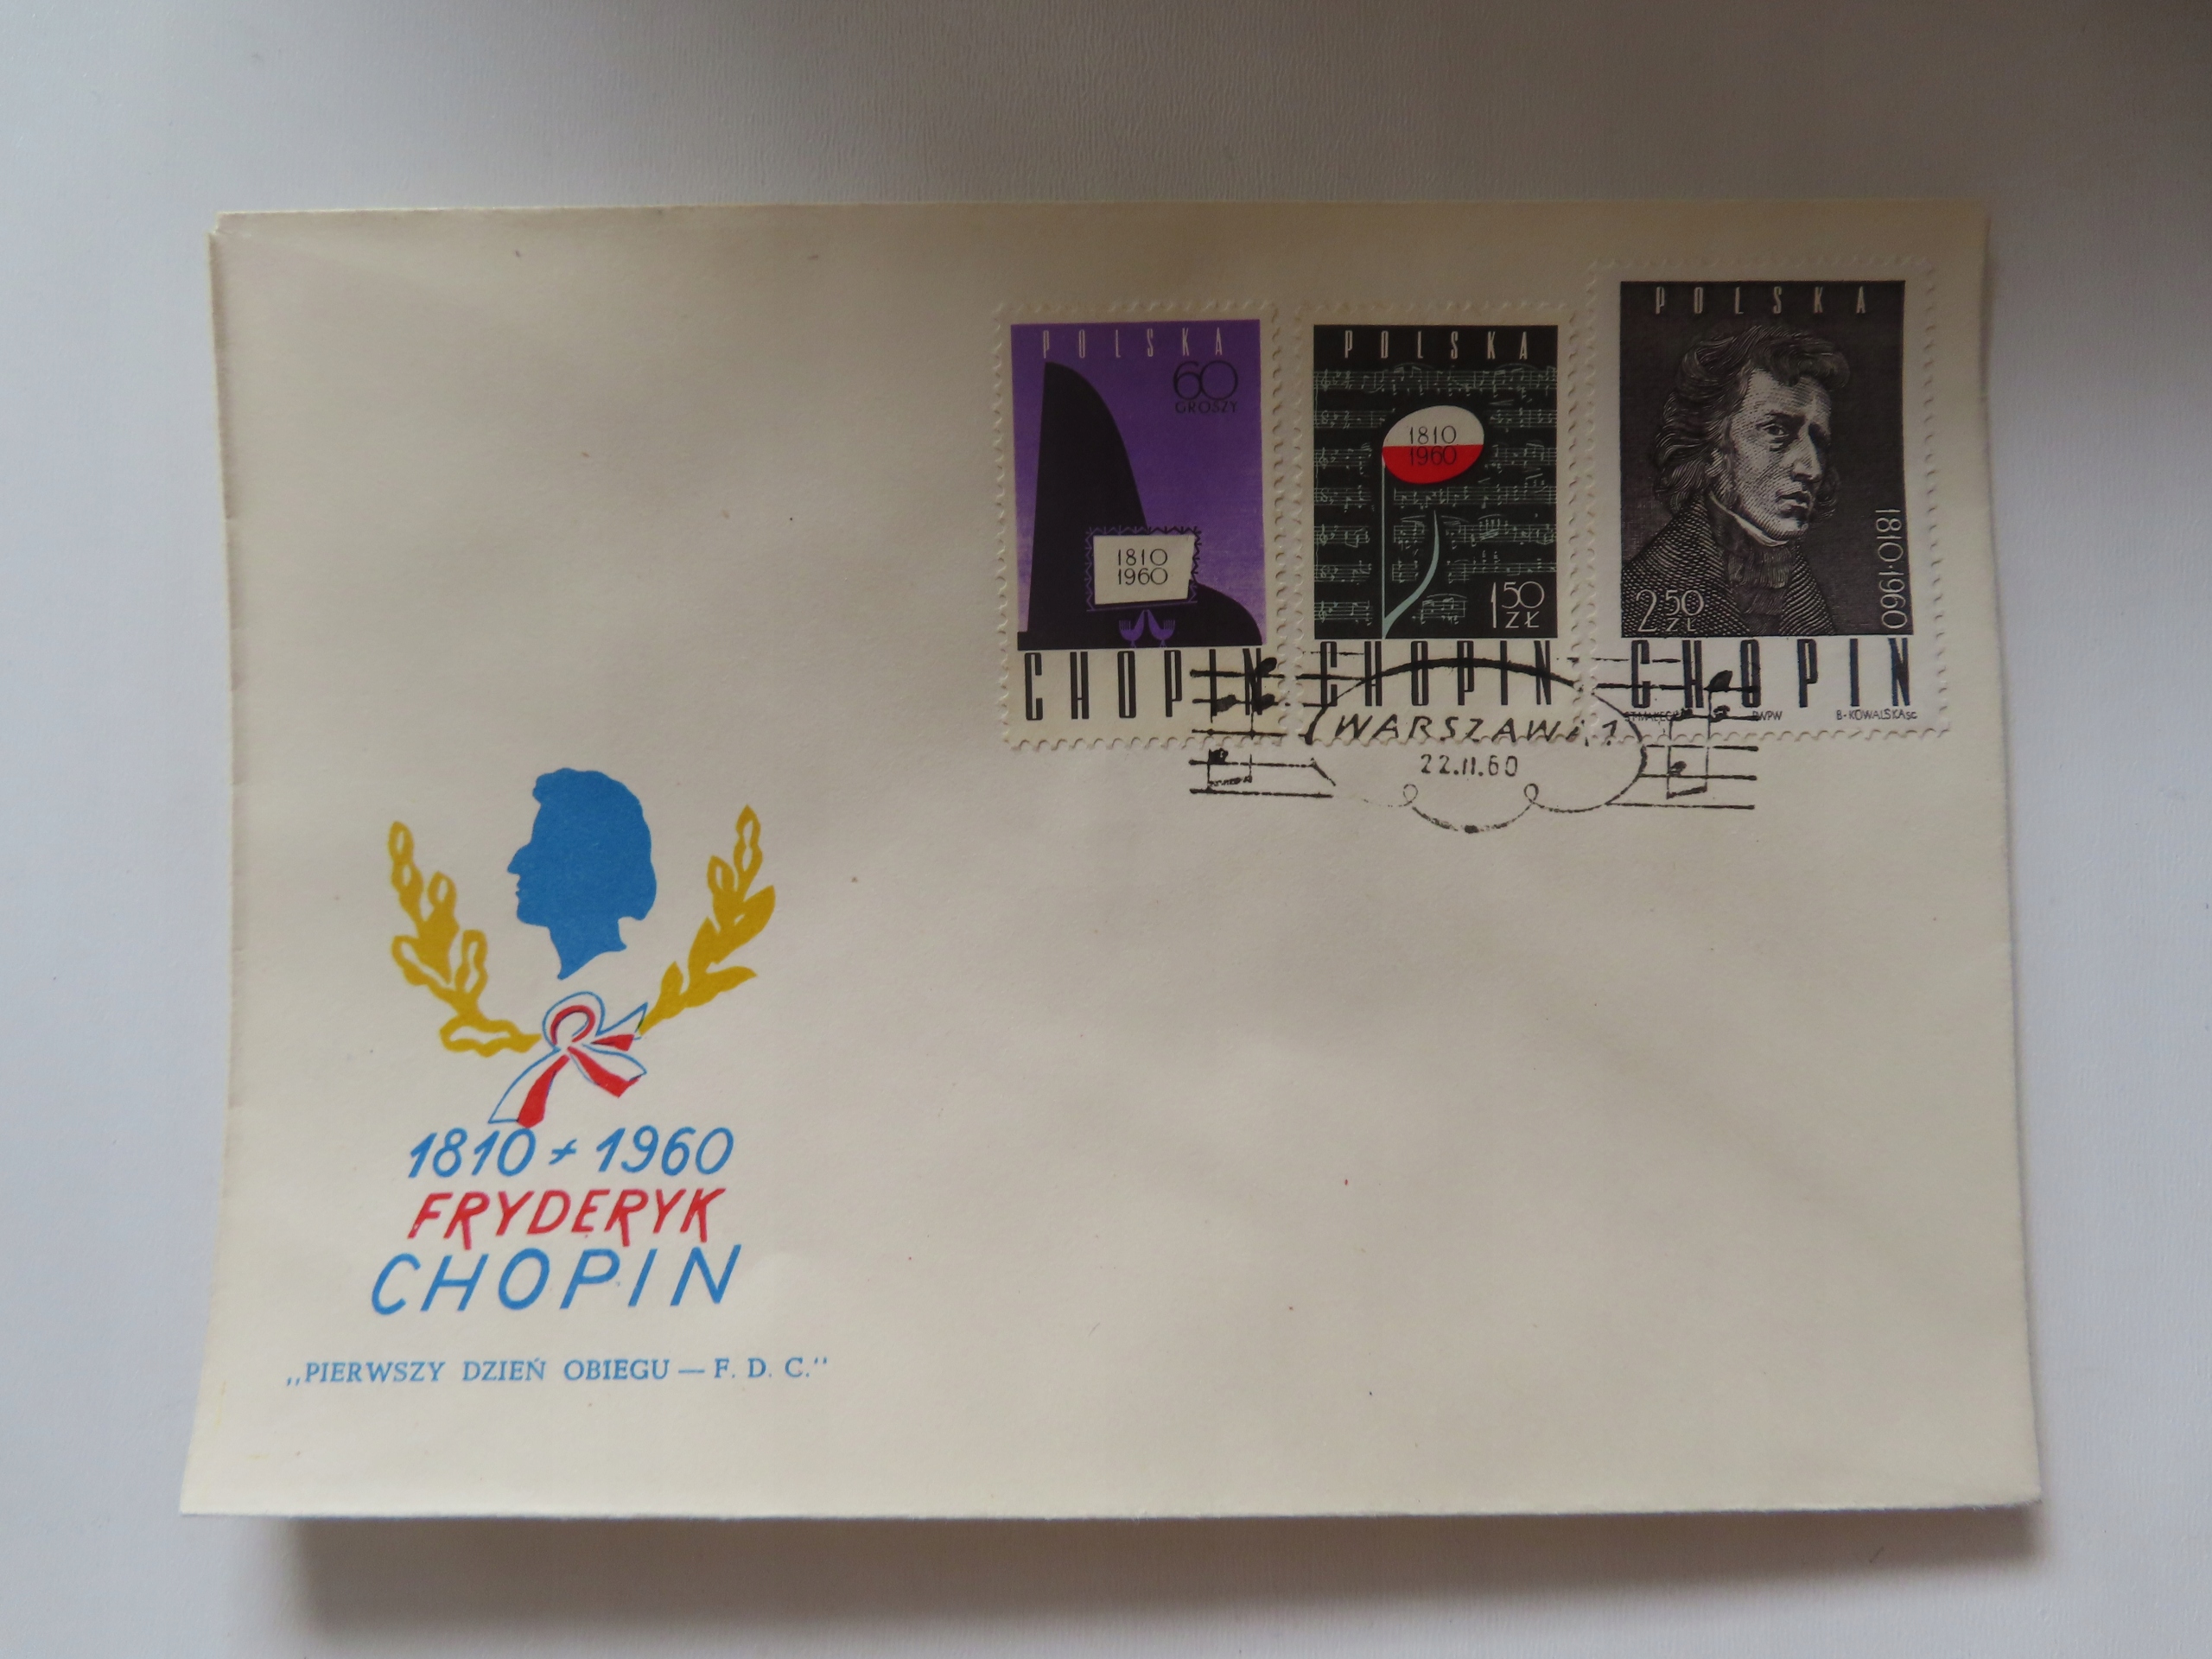 POLSKA
60
GROSZY
1810
1960
CHOPIN
POLSKA
1810
1960
1 50
ZŁ
CHOPIN
POLSKA
1810·1960
2 50
ZŁ
CHOPIN
PWPW
B·KOWALSKA sc
WARSZAWA 1
22.II.60
1810 ÷ 1960
FRYDERYK
CHOPIN
„PIERWSZY DZIEŃ OBIEGU — F. D. C.''